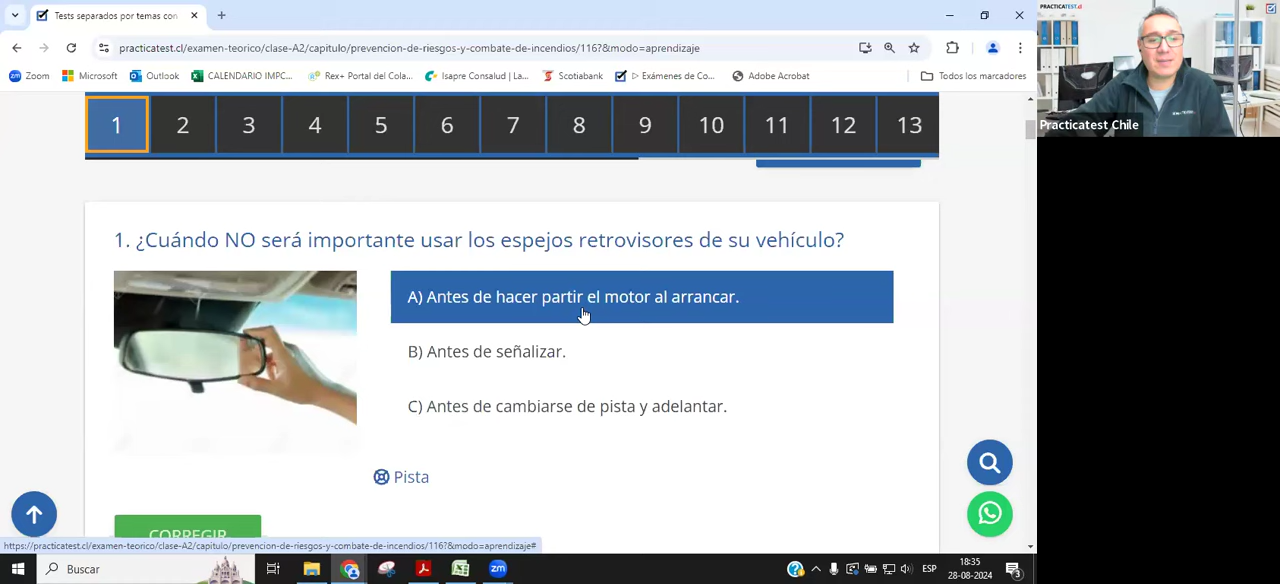 Tests separados por temas con
practicatest.cl/examen-teorico/clase-A2/capitulo/prevencion-de-riesgos-y-combate-de-incendios/116?&modo=aprendizaje
Zoom
Microsoft
Outlook
CALENDARIO IMPC...
Rex+ Portal del Cola...
Isapre Consalud | La...
Scotiabank
▷ Exámenes de Co...
Adobe Acrobat
Todos los marcadores
PRACTICATEST.cl
Practicatest Chile
1 2 3 4 5 6 7 8 9 10 11 12 13
1. ¿Cuándo NO será importante usar los espejos retrovisores de su vehículo?
A) Antes de hacer partir el motor al arrancar.
B) Antes de señalizar.
C) Antes de cambiarse de pista y adelantar.
Pista
CORREGIR
https://practicatest.cl/examen-teorico/clase-A2/capitulo/prevencion-de-riesgos-y-combate-de-incendios/116?&modo=aprendizaje#
Buscar
ESP
18:35
28-08-2024
3